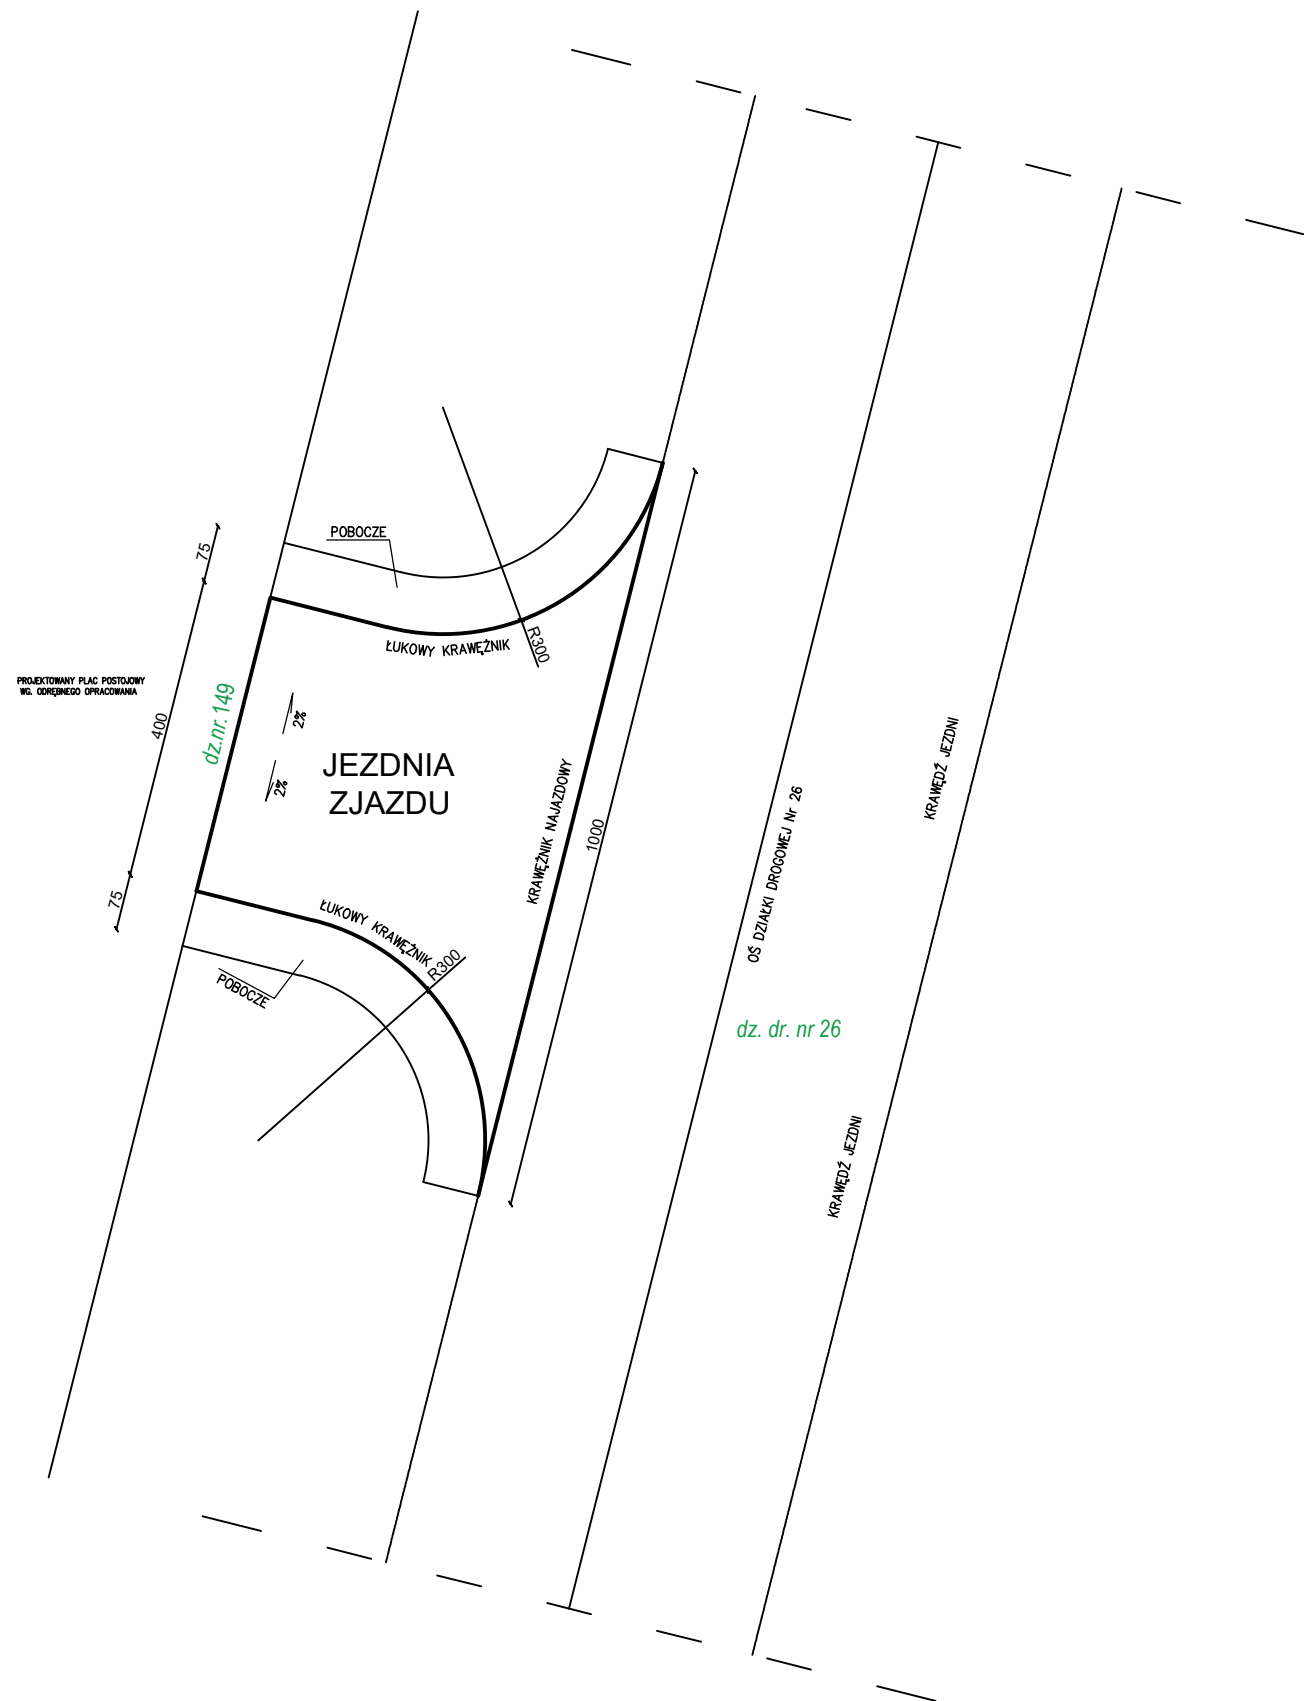 POBOCZE
75
ŁUKOWY KRAWĘŻNIK
R300
PROJEKTOWANY PLAC POSTOJOWY
WG. ODRĘBNEGO OPRACOWANIA
dz.nr.149
400
2%
2%
JEZDNIA
ZJAZDU
KRAWĘŻNIK NAJAZDOWY
1000
OŚ DZIAŁKI DROGOWEJ Nr 26
KRAWĘDŹ JEZDNI
75
ŁUKOWY KRAWĘŻNIK
R300
POBOCZE
dz. dr. nr 26
KRAWĘDŹ JEZDNI